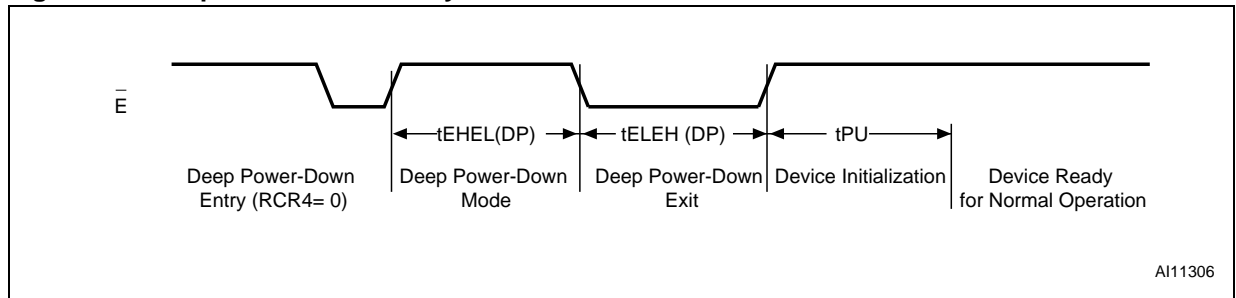 E
tEHEL(DP)
tELEH (DP)
tPU
Deep Power-Down
Entry (RCR4= 0)
Deep Power-Down
Mode
Deep Power-Down
Exit
Device Initialization
Device Ready
for Normal Operation
AI11306